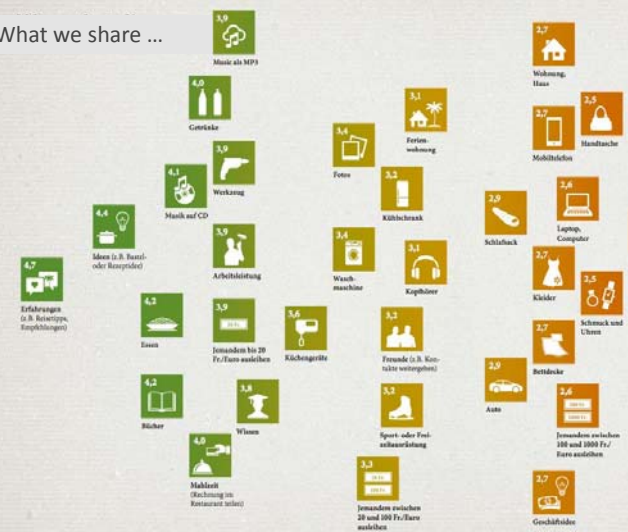 What we share ...
3,9
Music als MP3
4,0
Getränke
3,9
Werkzeug
4,1
Musik auf CD
4,4
Ideen (z.B. Bastel-
oder Rezeptidee)
3,9
Arbeitsleistung
4,7
Erfahrungen
(z.B. Reisetipps,
Empfehlungen)
4,2
Essen
3,9
Jemandem bis 20
Fr./Euro ausleihen
3,6
Küchengeräte
4,2
Bücher
3,8
Wissen
4,0
Mahlzeit
(Rechnung im
Restaurant teilen)
3,4
Fotos
3,1
Ferien-
wohnung
3,2
Kühlschrank
3,4
Wasch-
maschine
3,1
Kopfhörer
3,2
Freunde (z.B. Kon-
takte weitergeben)
3,2
Sport- oder Frei-
zeitausrüstung
3,3
Jemandem zwischen
20 und 100 Fr./Euro
ausleihen
2,7
Wohnung,
Haus
2,7
Mobiltelefon
2,5
Handtasche
2,9
Schlafsack
2,6
Laptop,
Computer
2,7
Kleider
2,5
Schmuck und
Uhren
2,7
Bettdecke
2,9
Auto
2,6
100 Fr.
1000 Fr.
Jemandem zwischen
100 und 1000 Fr./
Euro ausleihen
2,7
Geschäftsidee